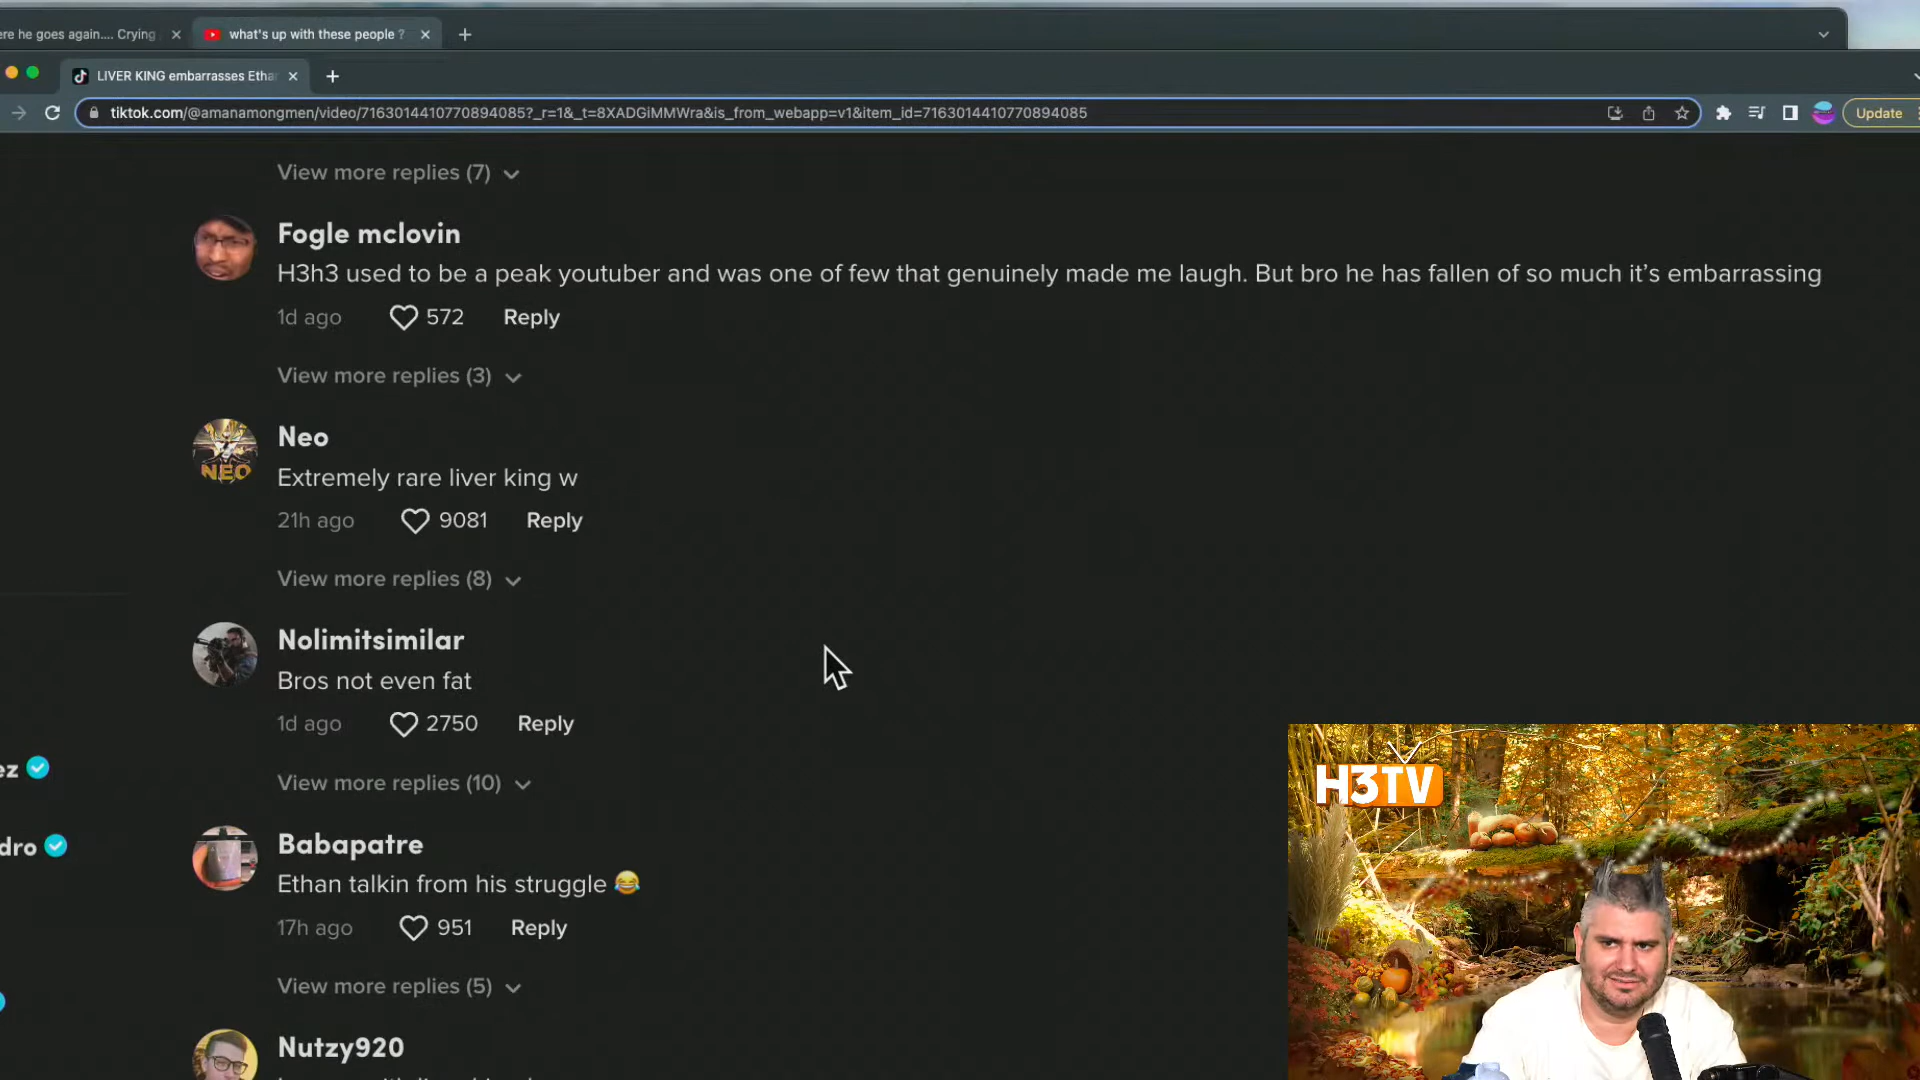 ere he goes again.... Crying
what's up with these people ?
LIVER KING embarrasses Etha
tiktok.com/@amanamongmen/video/7163014410770894085?_r=1&_t=8XADGiMMWra&is_from_webapp=v1&item_id=7163014410770894085
Update
View more replies (7)
Fogle mclovin
H3h3 used to be a peak youtuber and was one of few that genuinely made me laugh. But bro he has fallen of so much it's embarrassing
1d ago 572 Reply
View more replies (3)
Neo
NEO
Extremely rare liver king w
21h ago 9081 Reply
View more replies (8)
Nolimitsimilar
Bros not even fat
1d ago 2750 Reply
ez
View more replies (10)
H3TV
dro
Babapatre
Ethan talkin from his struggle 😂
17h ago 951 Reply
View more replies (5)
Nutzy920